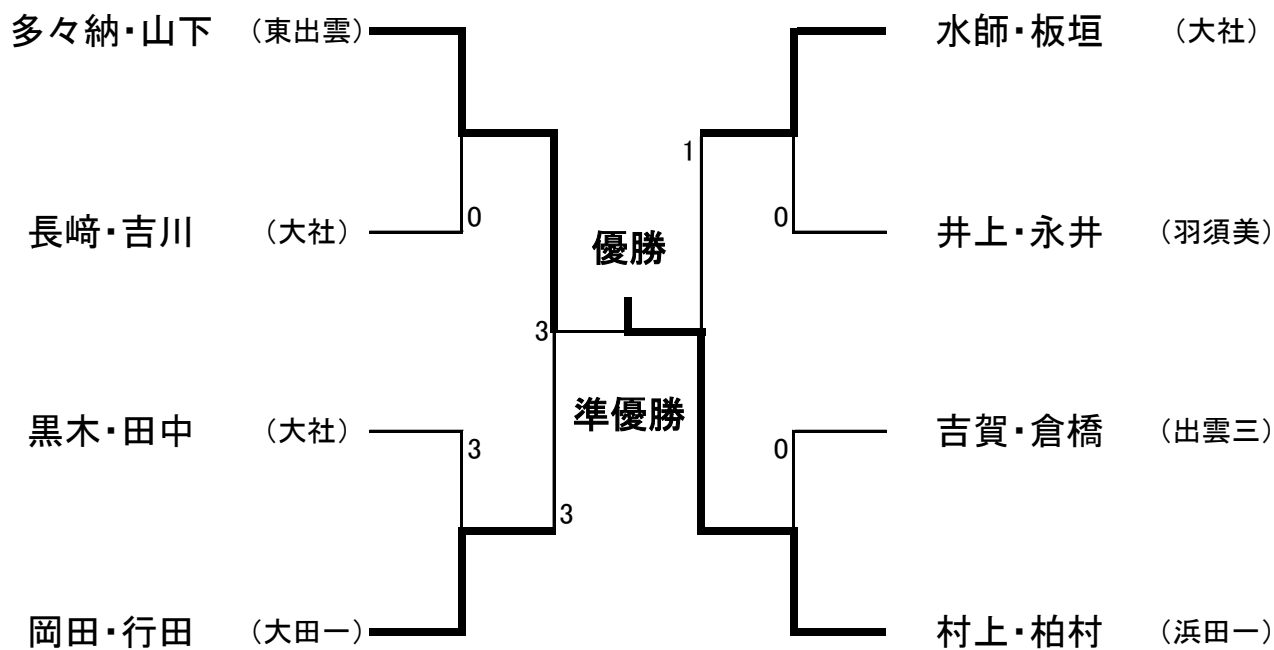 多々納・山下 （東出雲）
水師・板垣 （大社）
1
長﨑・吉川 （大社）
0
0
井上・永井 （羽須美）
優勝
3
準優勝
黒木・田中 （大社）
3
0
吉賀・倉橋 （出雲三）
3
岡田・行田 （大田一）
村上・柏村 （浜田一）